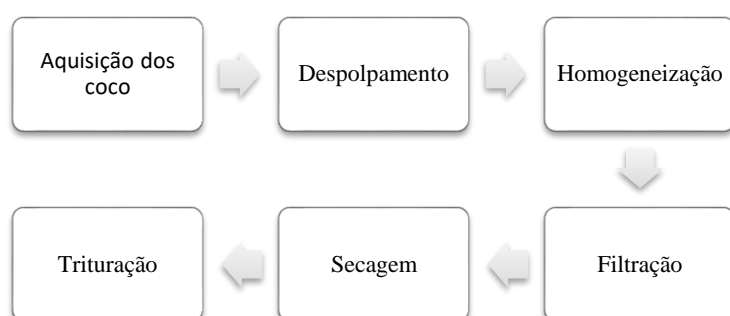 Aquisição dos
coco
Despolpamento
Homogeneização
Filtração
Secagem
Trituração